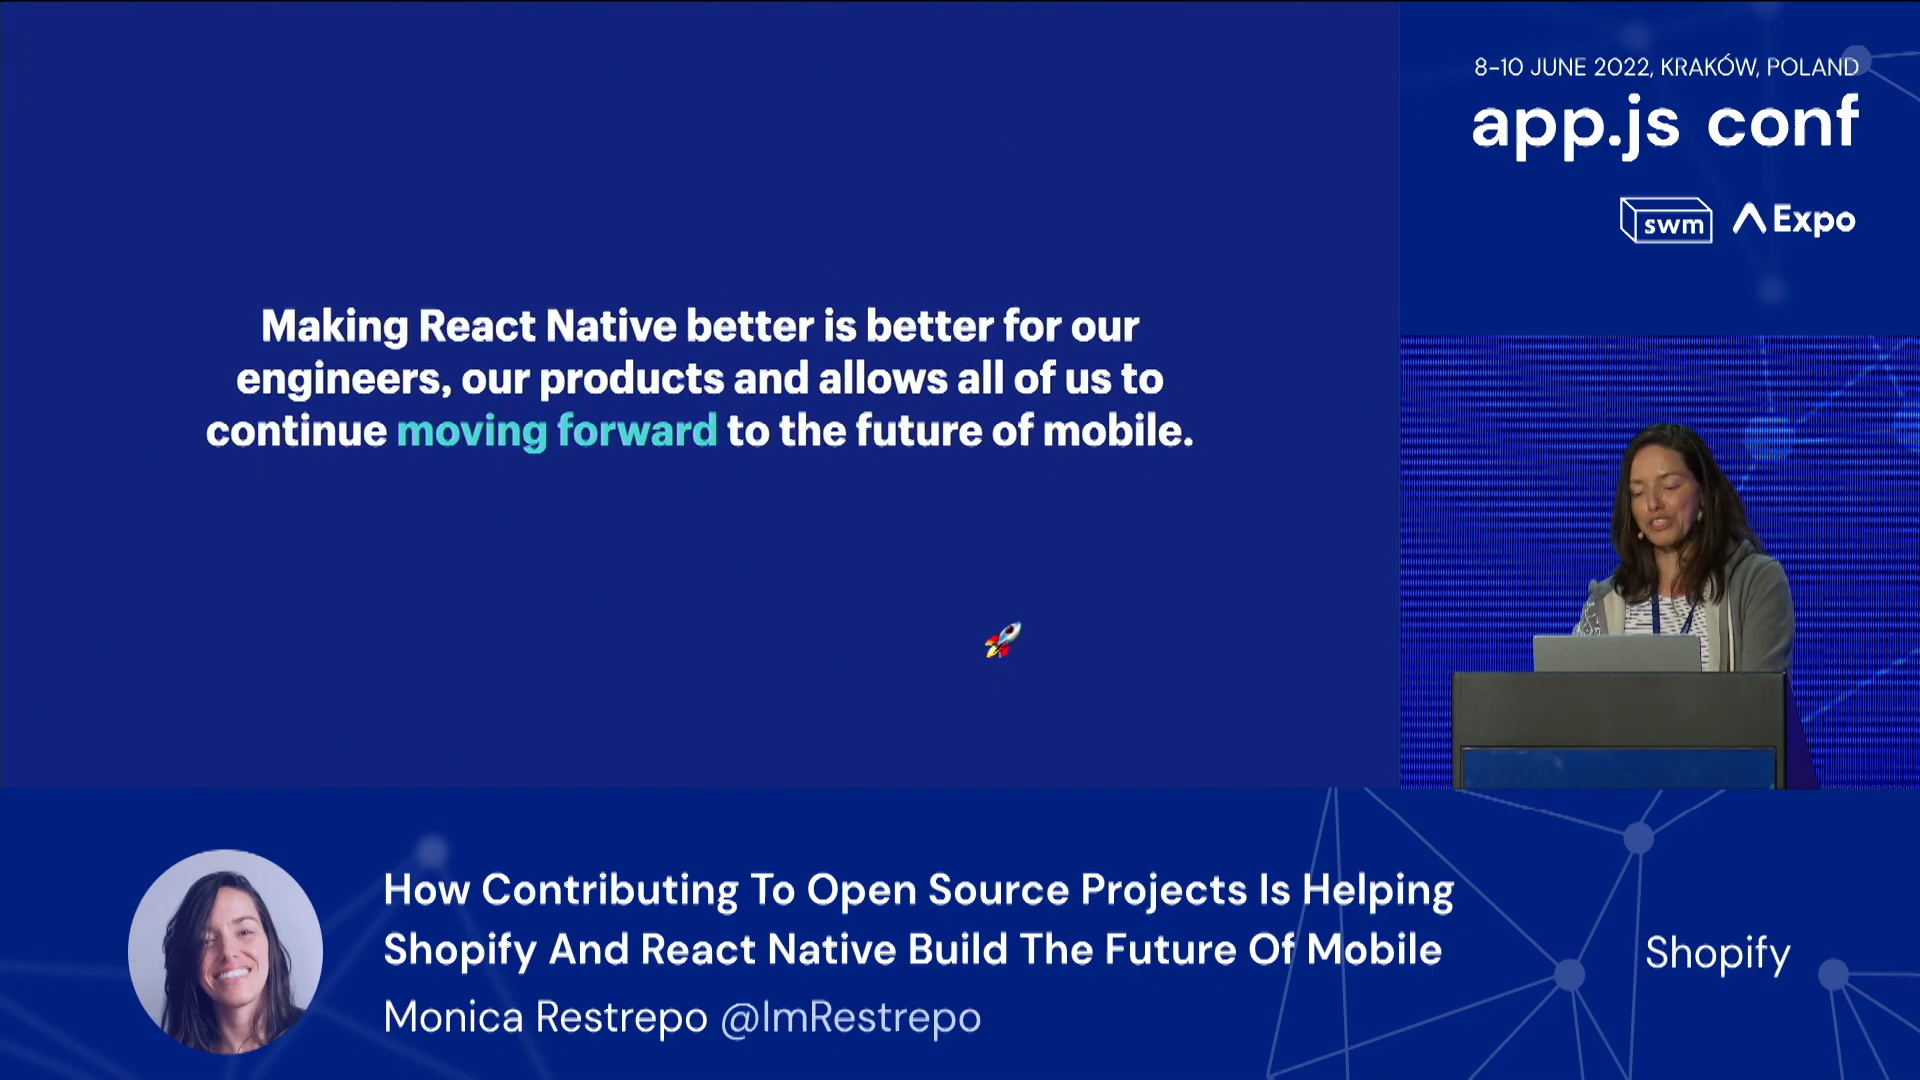 Making React Native better is better for our
engineers, our products and allows all of us to
continue moving forward to the future of mobile.
8–10 JUNE 2022, KRAKÓW, POLAND
app.js conf
swm Expo
How Contributing To Open Source Projects Is Helping
Shopify And React Native Build The Future Of Mobile
Monica Restrepo @lmRestrepo
Shopify